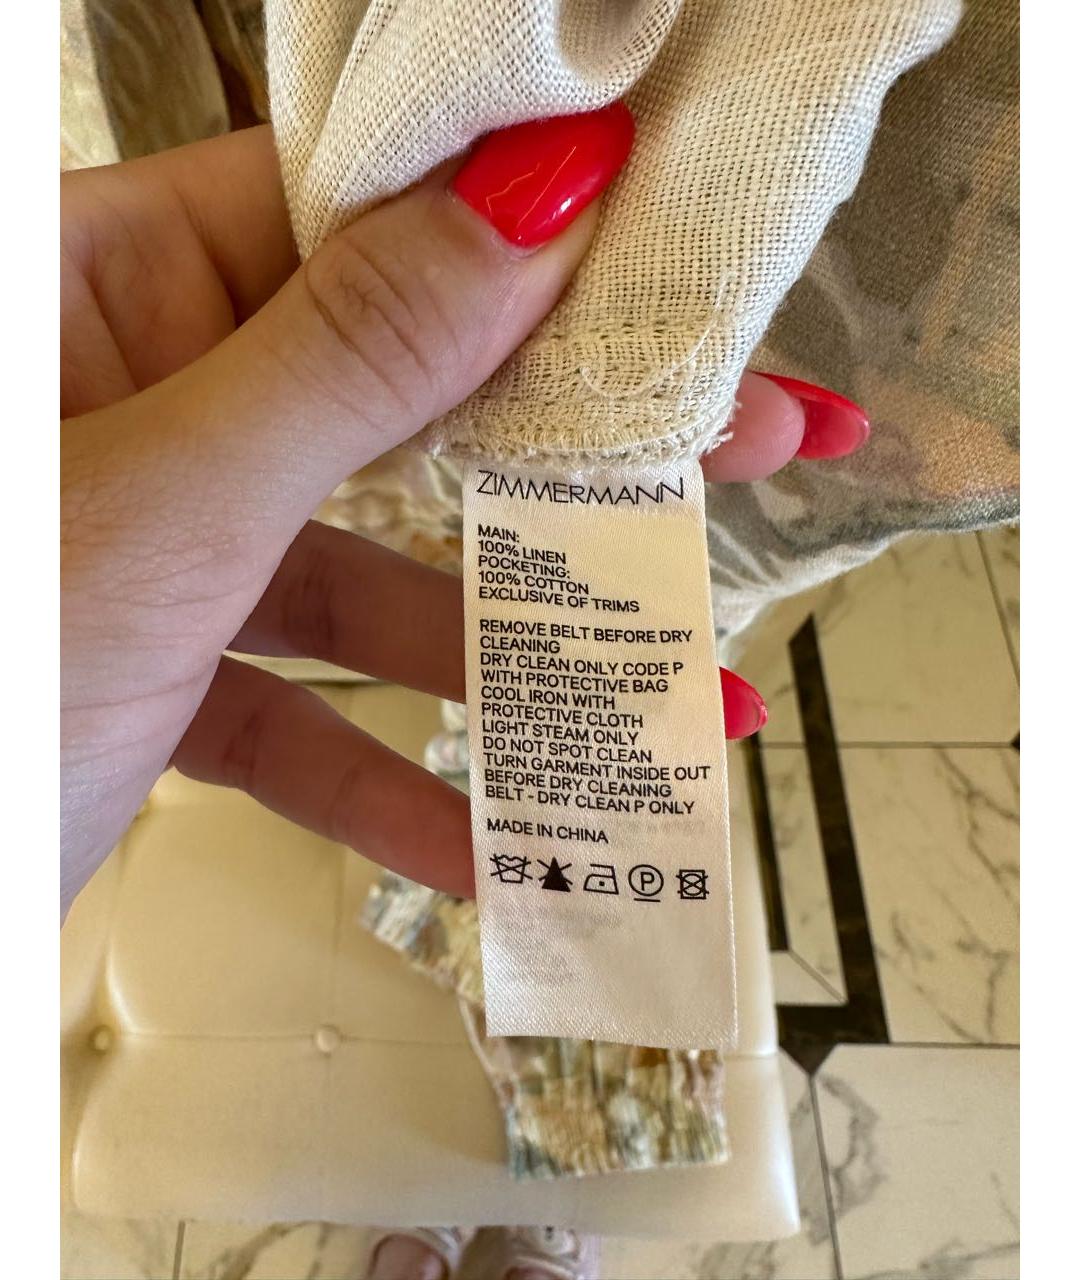 ZIMMERMANN
MAIN:
100% LINEN
POCKETING:
100% COTTON
EXCLUSIVE OF TRIMS
REMOVE BELT BEFORE DRY
CLEANING
DRY CLEAN ONLY CODE P
WITH PROTECTIVE BAG
COOL IRON WITH
PROTECTIVE CLOTH
LIGHT STEAM ONLY
DO NOT SPOT CLEAN
TURN GARMENT INSIDE OUT
BEFORE DRY CLEANING
BELT - DRY CLEAN P ONLY
MADE IN CHINA
P